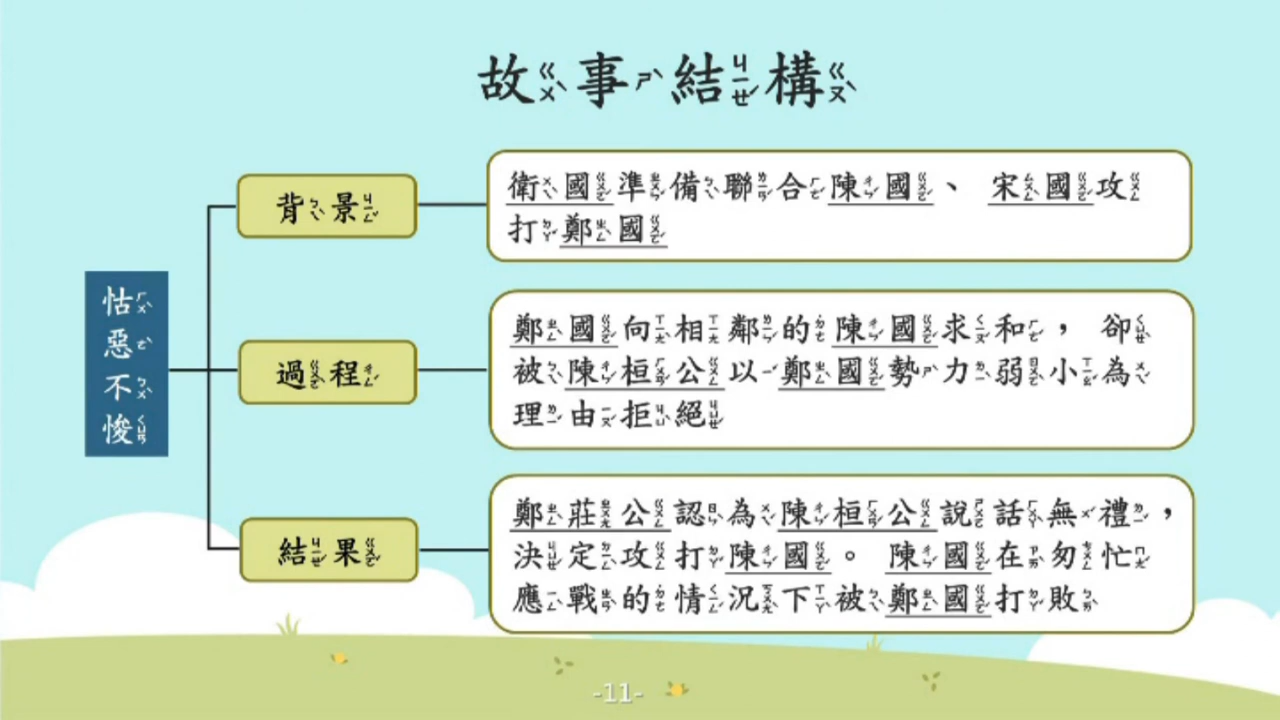 故事結構
怙惡不悛
背景
衛國準備聯合陳國、宋國攻
打鄭國
過程
鄭國向相鄰的陳國求和，卻
被陳桓公以鄭國勢力弱小為
理由拒絕
結果
鄭莊公認為陳桓公說話無禮，
決定攻打陳國。陳國在匆忙
應戰的情況下被鄭國打敗
-11-